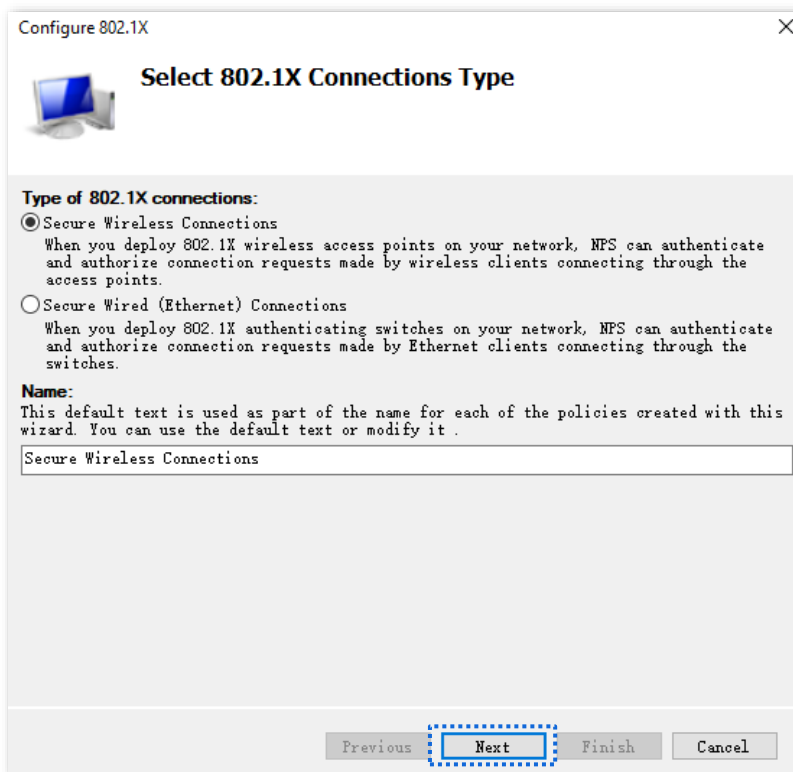 Configure 802.1X
Select 802.1X Connections Type
Type of 802.1X connections:
Secure Wireless Connections
When you deploy 802.1X wireless access points on your network, NPS can authenticate
and authorize connection requests made by wireless clients connecting through the
access points.
Secure Wired (Ethernet) Connections
When you deploy 802.1X authenticating switches on your network, NPS can authenticate
and authorize connection requests made by Ethernet clients connecting through the
switches.
Name:
This default text is used as part of the name for each of the policies created with this
wizard. You can use the default text or modify it .
Secure Wireless Connections
Previous Next Finish Cancel